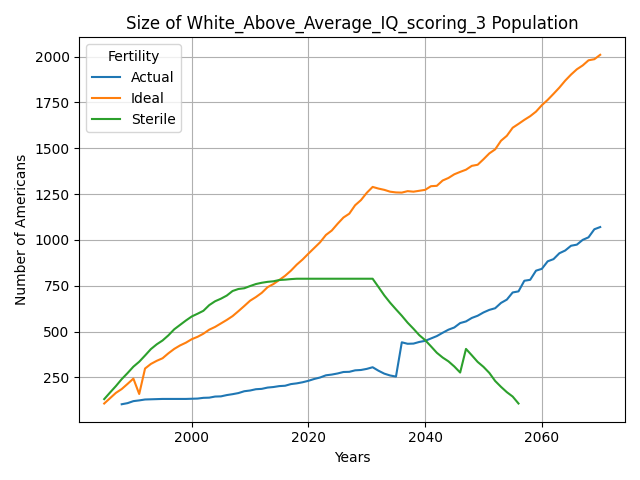 Size of White_Above_Average_IQ_scoring_3 Population
Fertility
Actual
Ideal
Sterile
Number of Americans
2000
1750
1500
1250
1000
750
500
250
2000
2020
2040
2060
Years